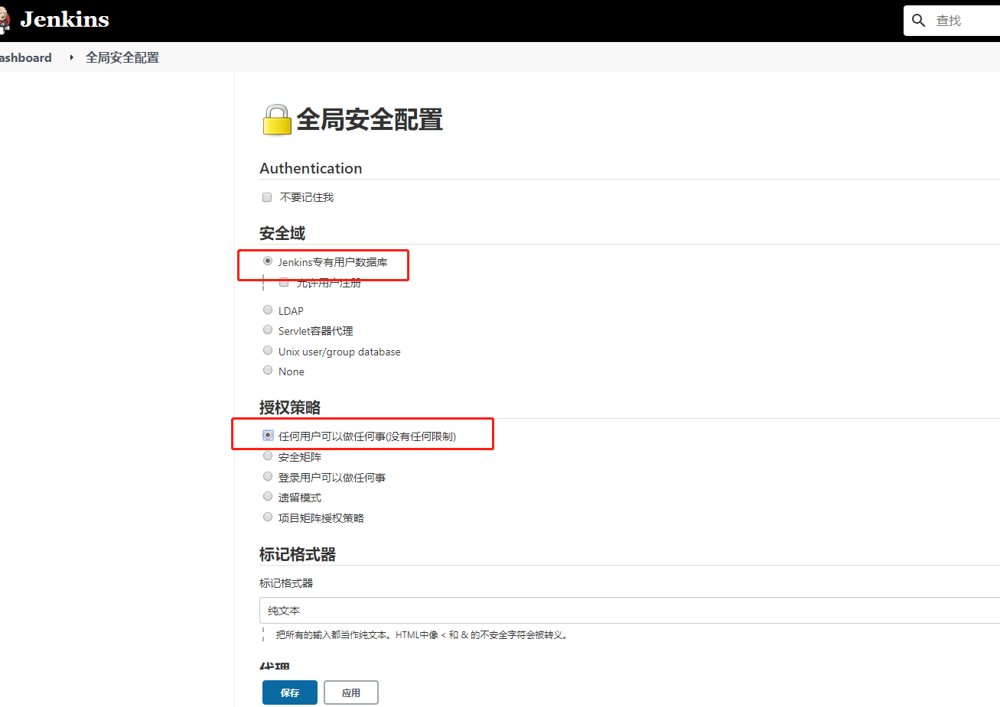 Jenkins
查找
ashboard
全局安全配置
全局安全配置
Authentication
不要记住我
安全域
Jenkins专有用户数据库
允许用户注册
LDAP
Servlet容器代理
Unix user/group database
None
授权策略
任何用户可以做任何事(没有任何限制)
安全矩阵
登录用户可以做任何事
遗留模式
项目矩阵授权策略
标记格式器
标记格式器
纯文本
把所有的输入都当作纯文本。HTML中像 < 和 & 的不安全字符会被转义。
代理
保存
应用